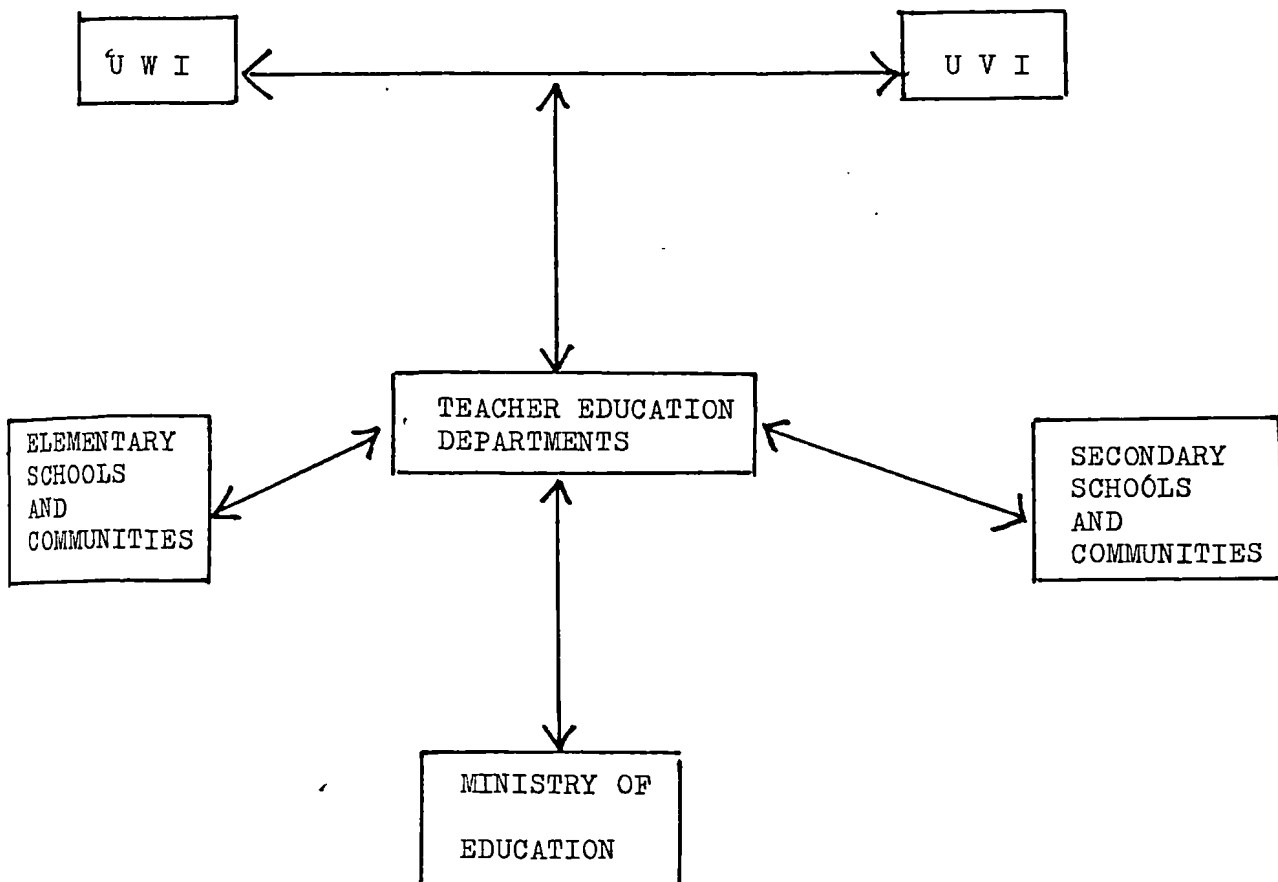 U W I
U V I
TEACHER EDUCATION
DEPARTMENTS
ELEMENTARY
SCHOOLS
AND
COMMUNITIES
SECONDARY
SCHOOLS
AND
COMMUNITIES
MINISTRY OF
EDUCATION